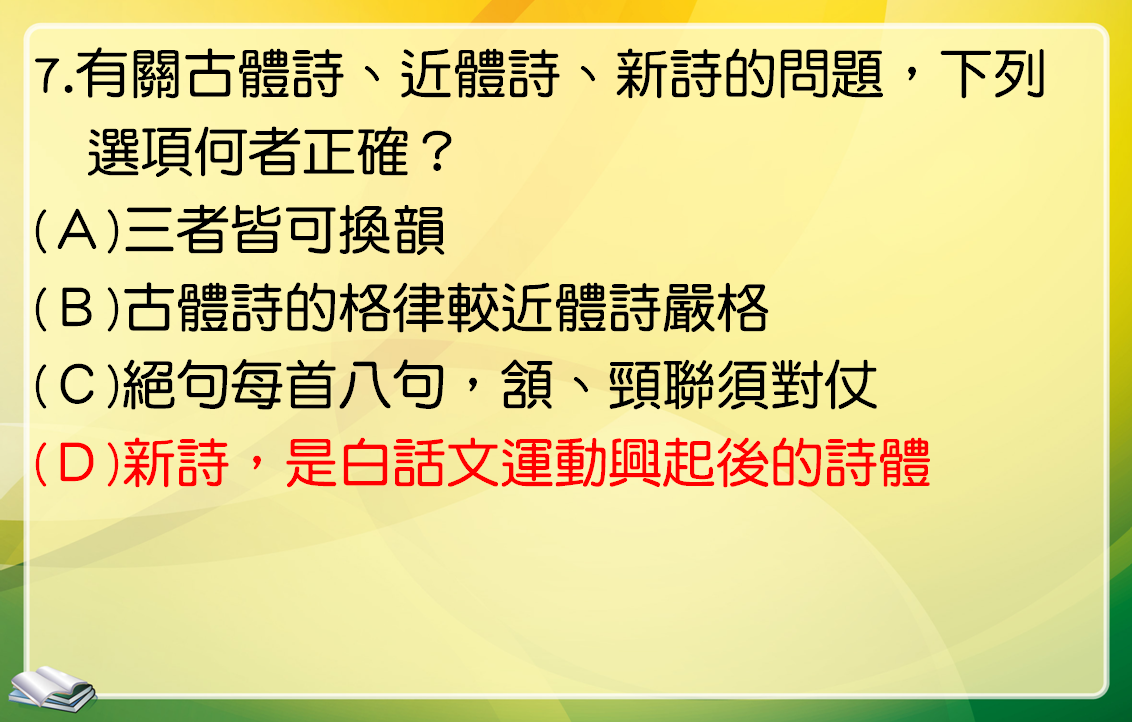 7.有關古體詩、近體詩、新詩的問題，下列
選項何者正確？
(Ａ)三者皆可換韻
(Ｂ)古體詩的格律較近體詩嚴格
(Ｃ)絕句每首八句，頷、頸聯須對仗
(Ｄ)新詩，是白話文運動興起後的詩體